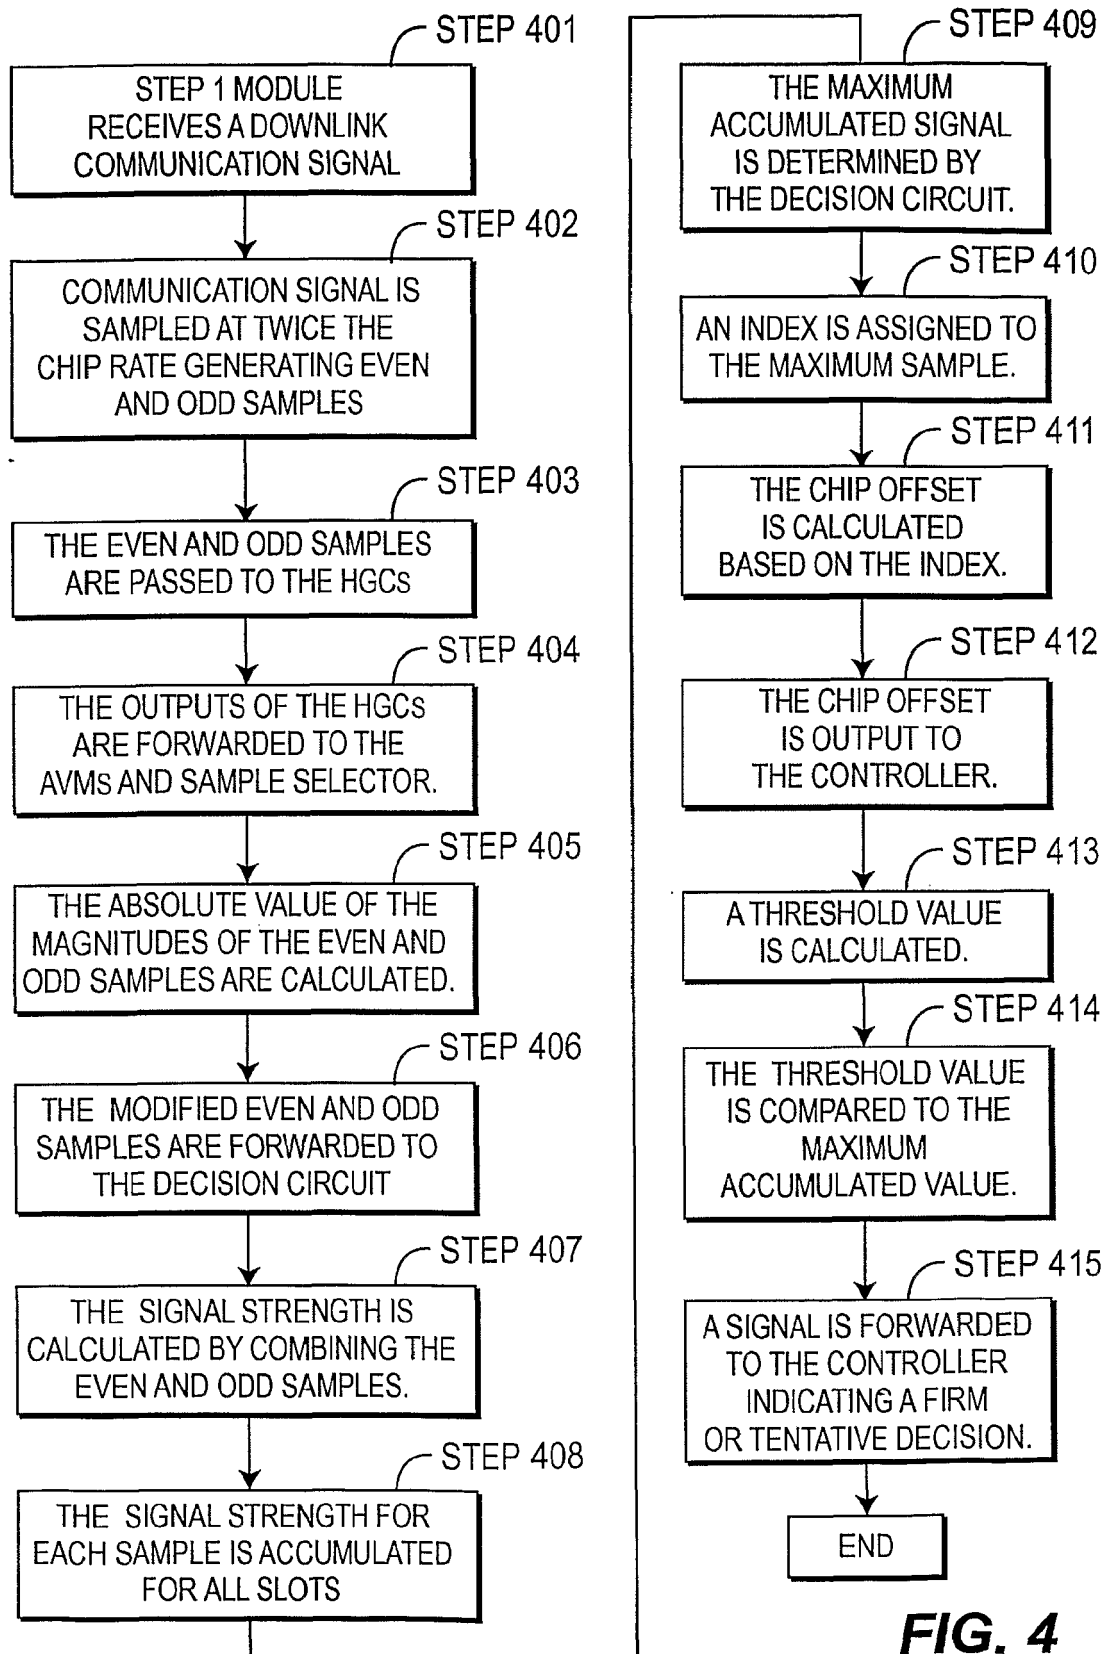 STEP 401
STEP 1 MODULE
RECEIVES A DOWNLINK
COMMUNICATION SIGNAL
STEP 402
COMMUNICATION SIGNAL IS
SAMPLED AT TWICE THE
CHIP RATE GENERATING EVEN
AND ODD SAMPLES
STEP 403
THE EVEN AND ODD SAMPLES
ARE PASSED TO THE HGCs
STEP 404
THE OUTPUTS OF THE HGCs
ARE FORWARDED TO THE
AVMs AND SAMPLE SELECTOR.
STEP 405
THE ABSOLUTE VALUE OF THE
MAGNITUDES OF THE EVEN AND
ODD SAMPLES ARE CALCULATED.
STEP 406
THE MODIFIED EVEN AND ODD
SAMPLES ARE FORWARDED TO
THE DECISION CIRCUIT
STEP 407
THE SIGNAL STRENGTH IS
CALCULATED BY COMBINING THE
EVEN AND ODD SAMPLES.
STEP 408
THE SIGNAL STRENGTH FOR
EACH SAMPLE IS ACCUMULATED
FOR ALL SLOTS
STEP 409
THE MAXIMUM
ACCUMULATED SIGNAL
IS DETERMINED BY
THE DECISION CIRCUIT.
STEP 410
AN INDEX IS ASSIGNED TO
THE MAXIMUM SAMPLE.
STEP 411
THE CHIP OFFSET
IS CALCULATED
BASED ON THE INDEX.
STEP 412
THE CHIP OFFSET
IS OUTPUT TO
THE CONTROLLER.
STEP 413
A THRESHOLD VALUE
IS CALCULATED.
STEP 414
THE THRESHOLD VALUE
IS COMPARED TO THE
MAXIMUM
ACCUMULATED VALUE.
STEP 415
A SIGNAL IS FORWARDED
TO THE CONTROLLER
INDICATING A FIRM
OR TENTATIVE DECISION.
END
FIG. 4